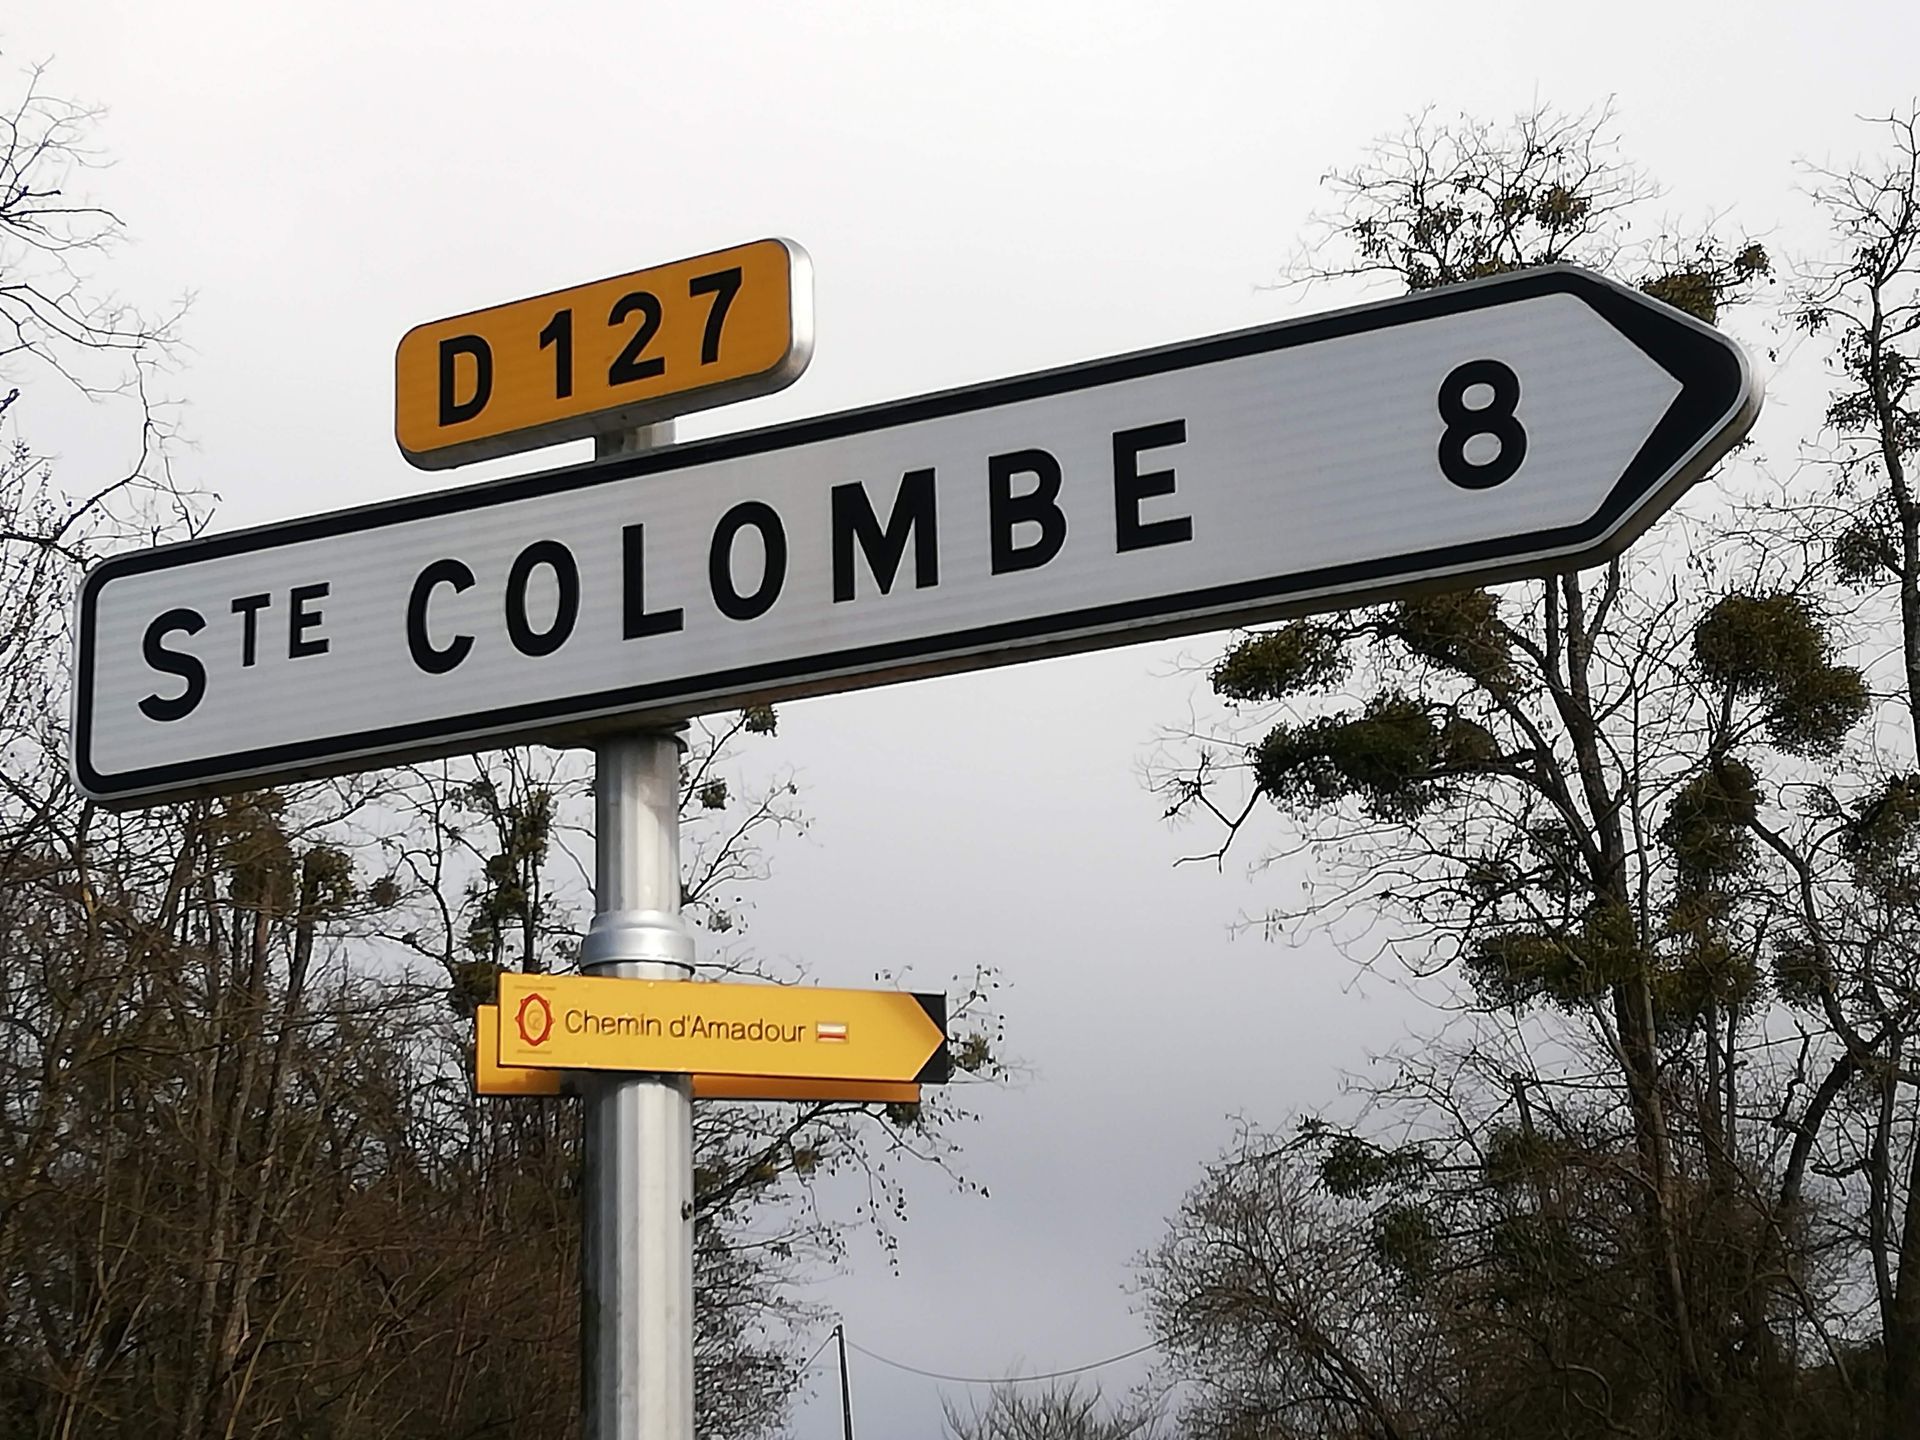 D 127
STE COLOMBE 8
Chemin d'Amadour